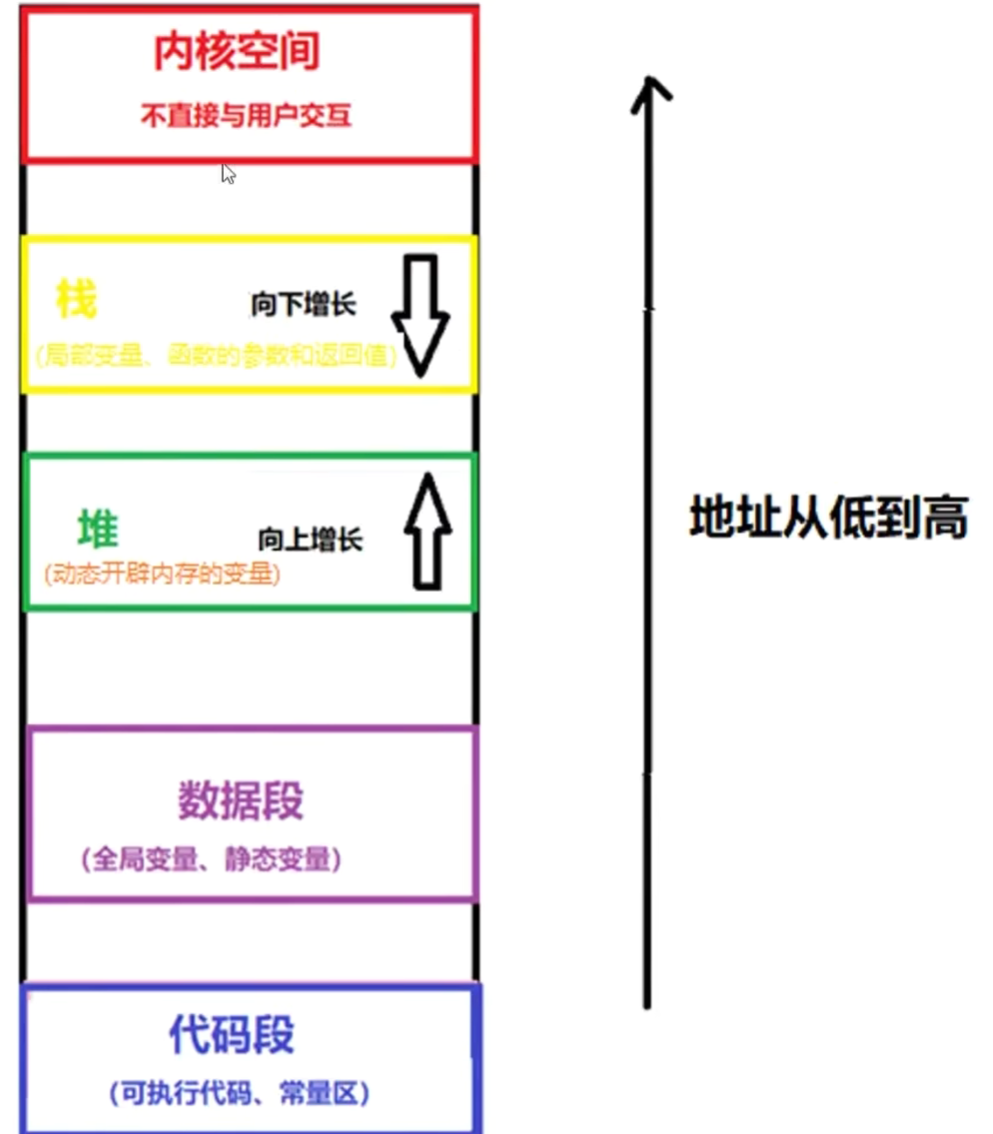 内核空间
不直接与用户交互
栈
向下增长
(局部变量、函数的参数和返回值)
堆
向上增长
(动态开辟内存的变量)
地址从低到高
数据段
(全局变量、静态变量)
代码段
(可执行代码、常量区)